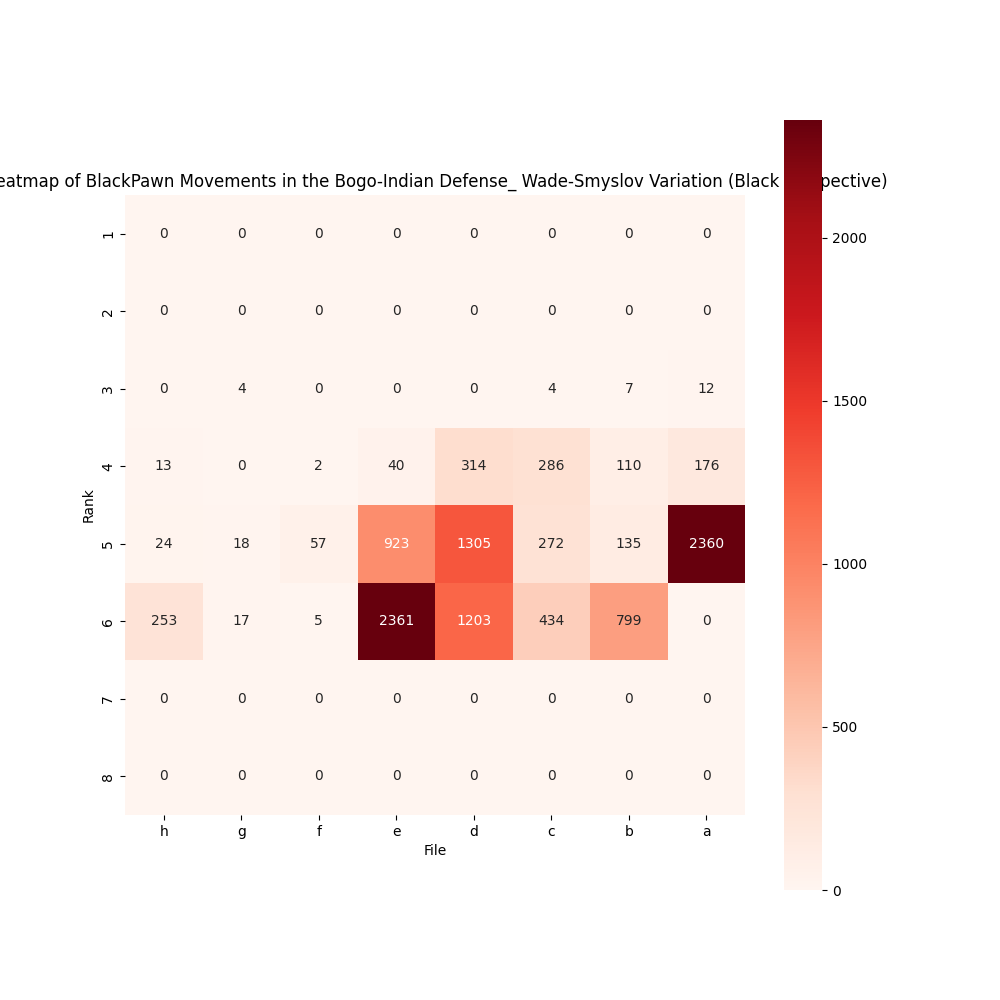 eatmap of BlackPawn Movements in the Bogo-Indian Defense_ Wade-Smyslov Variation (Black pective)
1 0 0 0 0 0 0 0 0
2 0 0 0 0 0 0 0 0
3 0 4 0 0 0 4 7 12
4 13 0 2 40 314 286 110 176
5 24 18 57 923 1305 272 135 2360
6 253 17 5 2361 1203 434 799 0
7 0 0 0 0 0 0 0 0
8 0 0 0 0 0 0 0 0
Rank
h g f e d c b a
File
2000
1500
1000
500
0